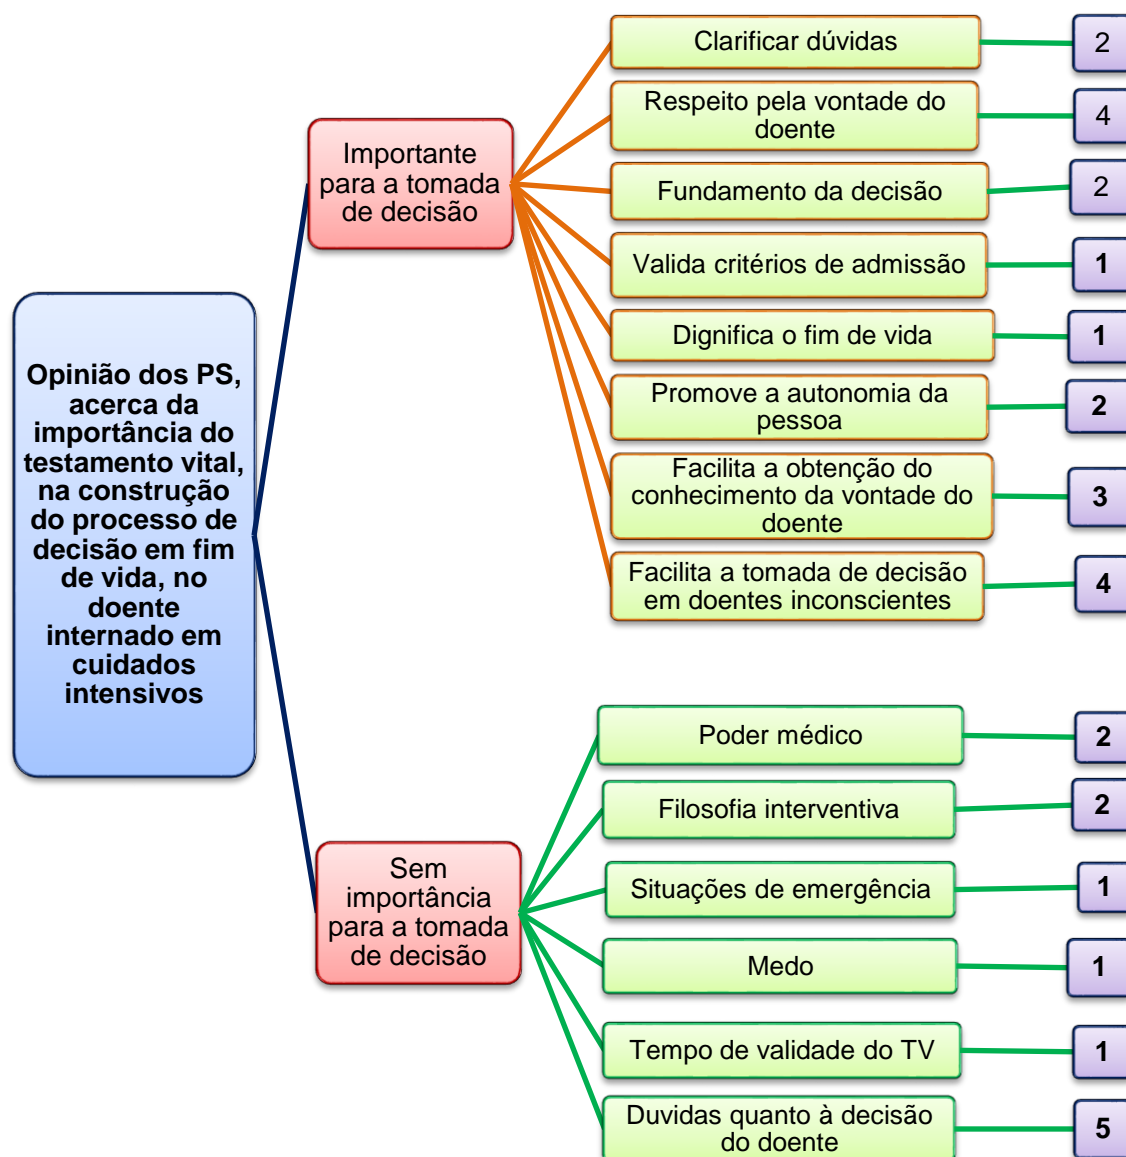 Opinião dos PS,
acerca da
importância do
testamento vital,
na construção
do processo de
decisão em fim
de vida, no
doente
internado em
cuidados
intensivos
Importante
para a tomada
de decisão
Clarificar dúvidas
2
Respeito pela vontade do
doente
4
Fundamento da decisão
2
Valida critérios de admissão
1
Dignifica o fim de vida
1
Promove a autonomia da
pessoa
2
Facilita a obtenção do
conhecimento da vontade do
doente
3
Facilita a tomada de decisão
em doentes inconscientes
4
Sem
importância
para a tomada
de decisão
Poder médico
2
Filosofia interventiva
2
Situações de emergência
1
Medo
1
Tempo de validade do TV
1
Duvidas quanto à decisão
do doente
5